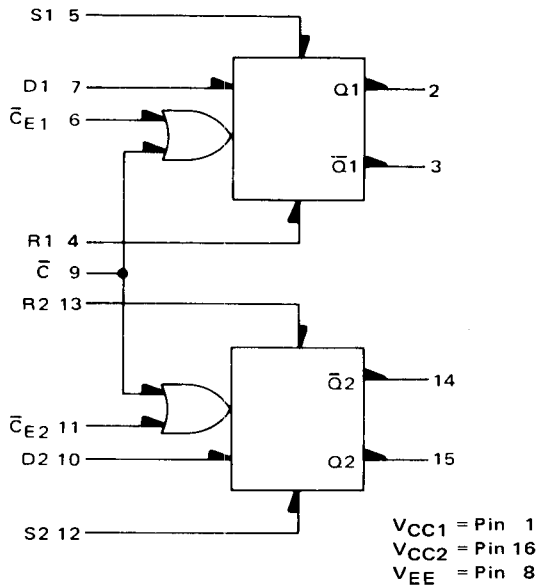 S1 5
D1 7
Q1 2
C̅E1 6
Q̅1 3
R1 4
C̅ 9
R2 13
Q̅2 14
C̅E2 11
D2 10
Q2 15
S2 12
VCC1 = Pin 1
VCC2 = Pin 16
VEE = Pin 8